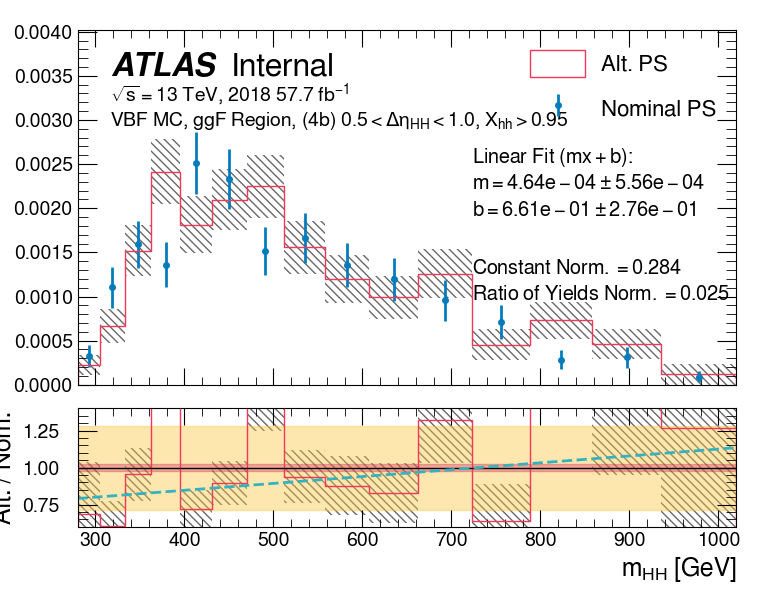 0.0040
ATLAS Internal
Alt. PS
0.0035
√s = 13 TeV, 2018 57.7 fb⁻¹
Nominal PS
0.0030
VBF MC, ggF Region, (4b) 0.5 < Δη_HH < 1.0, X_hh > 0.95
Linear Fit (mx + b):
0.0025
m = 4.64e − 04 ± 5.56e − 04
0.0020
b = 6.61e − 01 ± 2.76e − 01
0.0015
Constant Norm. = 0.284
0.0010
Ratio of Yields Norm. = 0.025
0.0005
0.0000
Alt. / Nom.
1.25
1.00
0.75
300 400 500 600 700 800 900 1000
m_HH [GeV]